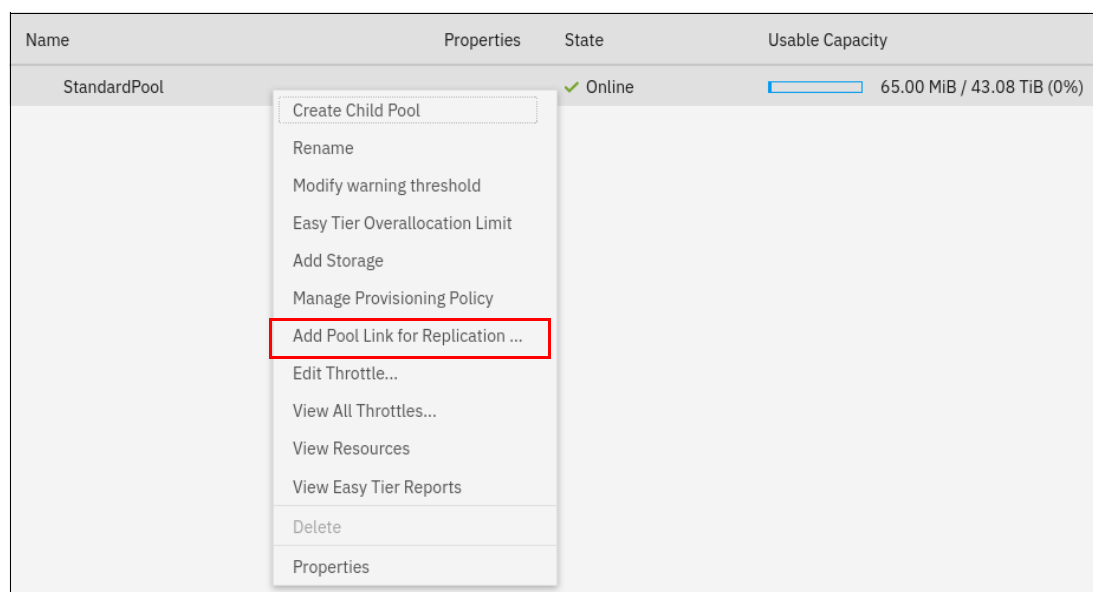 Name Properties State Usable Capacity
StandardPool Online 65.00 MiB / 43.08 TiB (0%)
Create Child Pool
Rename
Modify warning threshold
Easy Tier Overallocation Limit
Add Storage
Manage Provisioning Policy
Add Pool Link for Replication ...
Edit Throttle...
View All Throttles...
View Resources
View Easy Tier Reports
Delete
Properties